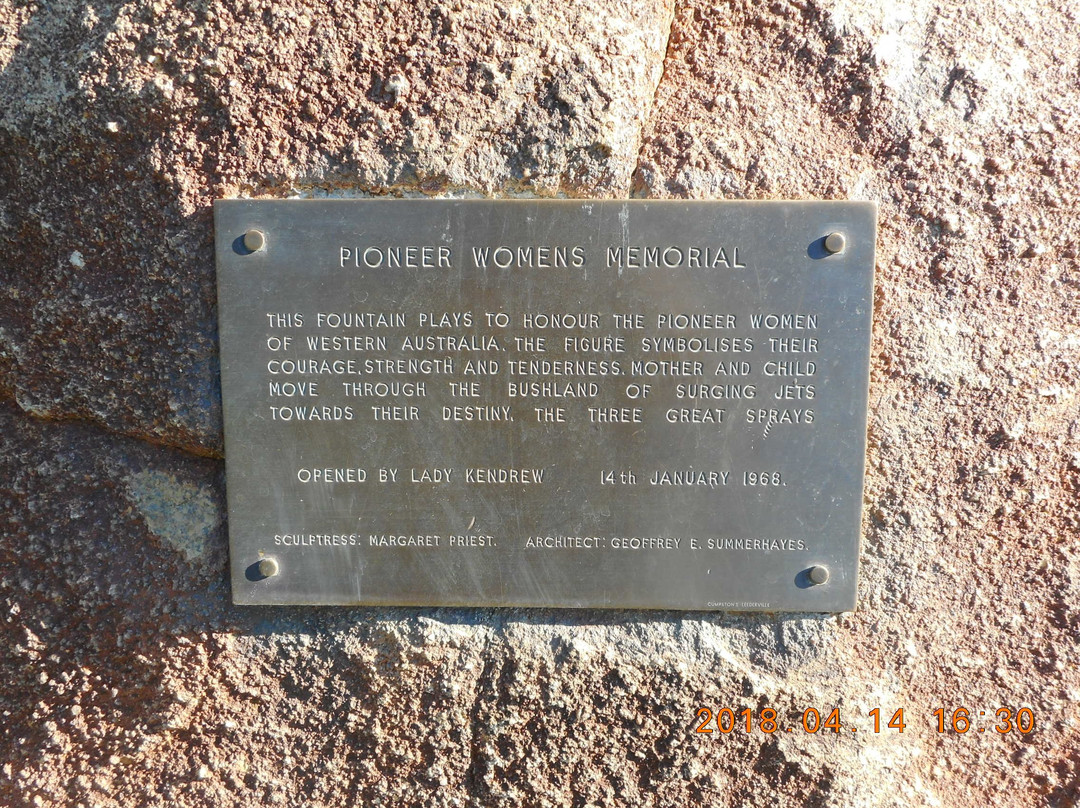 PIONEER WOMENS MEMORIAL
THIS FOUNTAIN PLAYS TO HONOUR THE PIONEER WOMEN
OF WESTERN AUSTRALIA. THE FIGURE SYMBOLISES THEIR
COURAGE, STRENGTH AND TENDERNESS. MOTHER AND CHILD
MOVE THROUGH THE BUSHLAND OF SURGING JETS
TOWARDS THEIR DESTINY. THE THREE GREAT SPRAYS
OPENED BY LADY KENDREW 14th JANUARY 1968.
SCULPTRESS: MARGARET PRIEST. ARCHITECT: GEOFFREY E. SUMMERHAYES.
LEEDERVILLE
2018.04.14 16:30